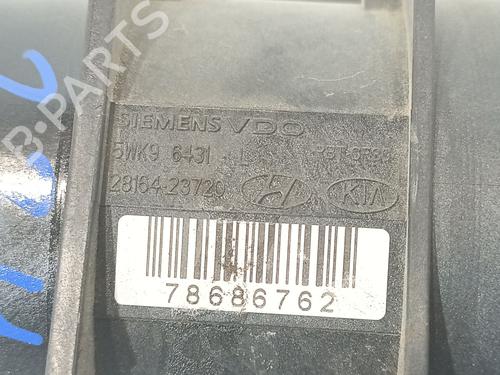 B-PARTS
SIEMENS VDO
5WK9 6431
28164-23720
KIA
78686762